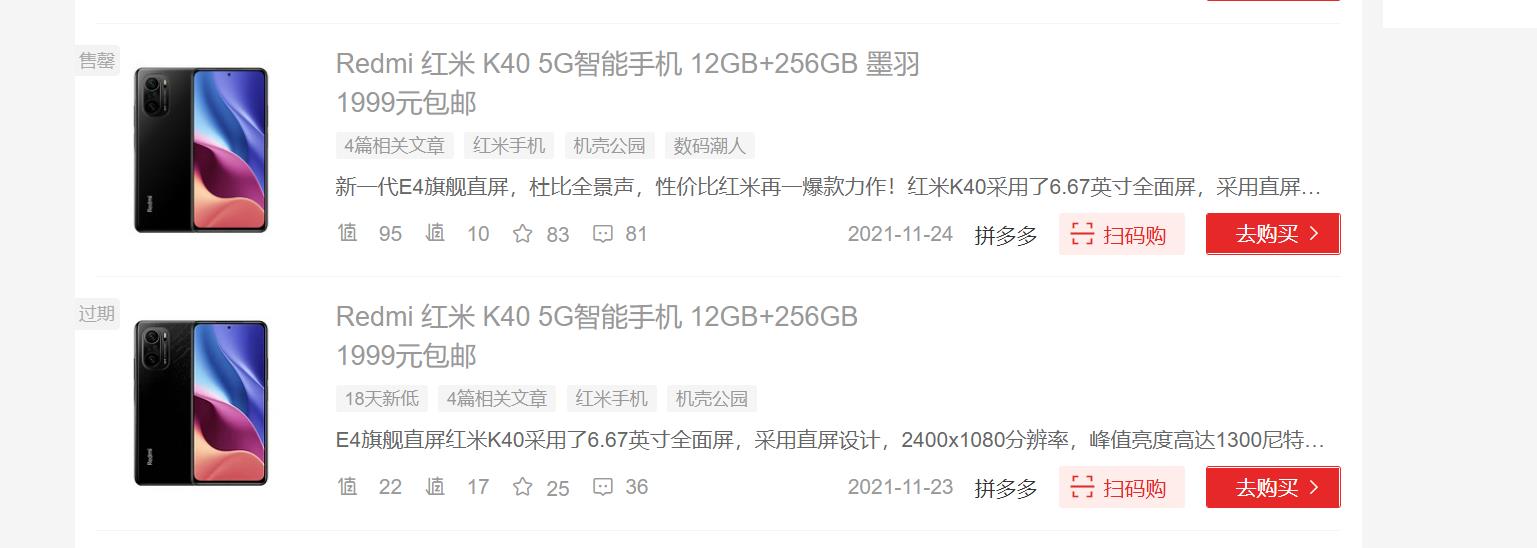 售罄
Redmi 红米 K40 5G智能手机 12GB+256GB 墨羽
1999元包邮
4篇相关文章 红米手机 机壳公园 数码潮人
新一代E4旗舰直屏，杜比全景声，性价比红米再一爆款力作！红米K40采用了6.67英寸全面屏，采用直屏…
值 95 值 10 83 81 2021-11-24 拼多多 扫码购 去购买
过期
Redmi 红米 K40 5G智能手机 12GB+256GB
1999元包邮
18天新低 4篇相关文章 红米手机 机壳公园
E4旗舰直屏红米K40采用了6.67英寸全面屏，采用直屏设计，2400x1080分辨率，峰值亮度高达1300尼特…
值 22 值 17 25 36 2021-11-23 拼多多 扫码购 去购买
Redmi
Redmi